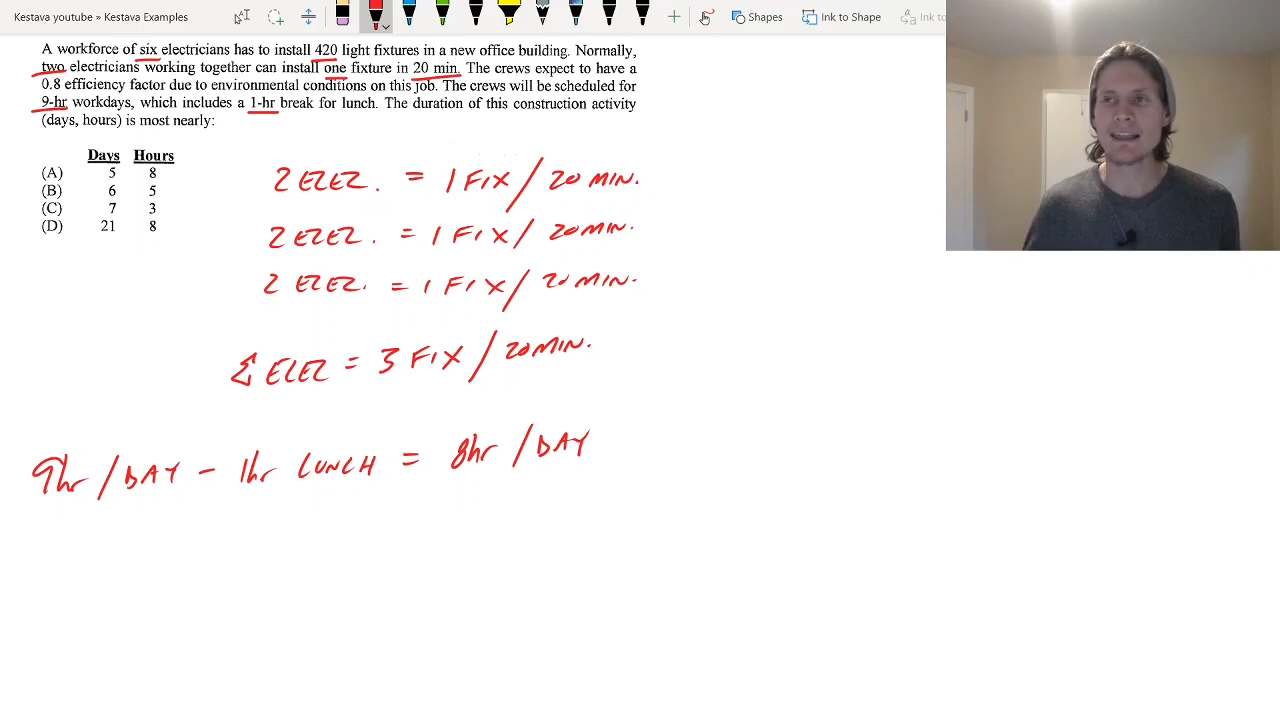 Kestava youtube » Kestava Examples
Shapes
Ink to Shape
Ink to
A workforce of six electricians has to install 420 light fixtures in a new office building. Normally,
two electricians working together can install one fixture in 20 min. The crews expect to have a
0.8 efficiency factor due to environmental conditions on this job. The crews will be scheduled for
9-hr workdays, which includes a 1-hr break for lunch. The duration of this construction activity
(days, hours) is most nearly:
Days Hours
(A) 5 8
(B) 6 5
(C) 7 3
(D) 21 8
2 ELEC. = 1 FIX / 20 MIN.
2 ELEC. = 1 FIX / 20 MIN.
2 ELEC. = 1 FIX / 20 MIN.
Σ ELEC = 3 FIX / 20 MIN.
9hr / DAY - 1hr LUNCH = 8hr / DAY